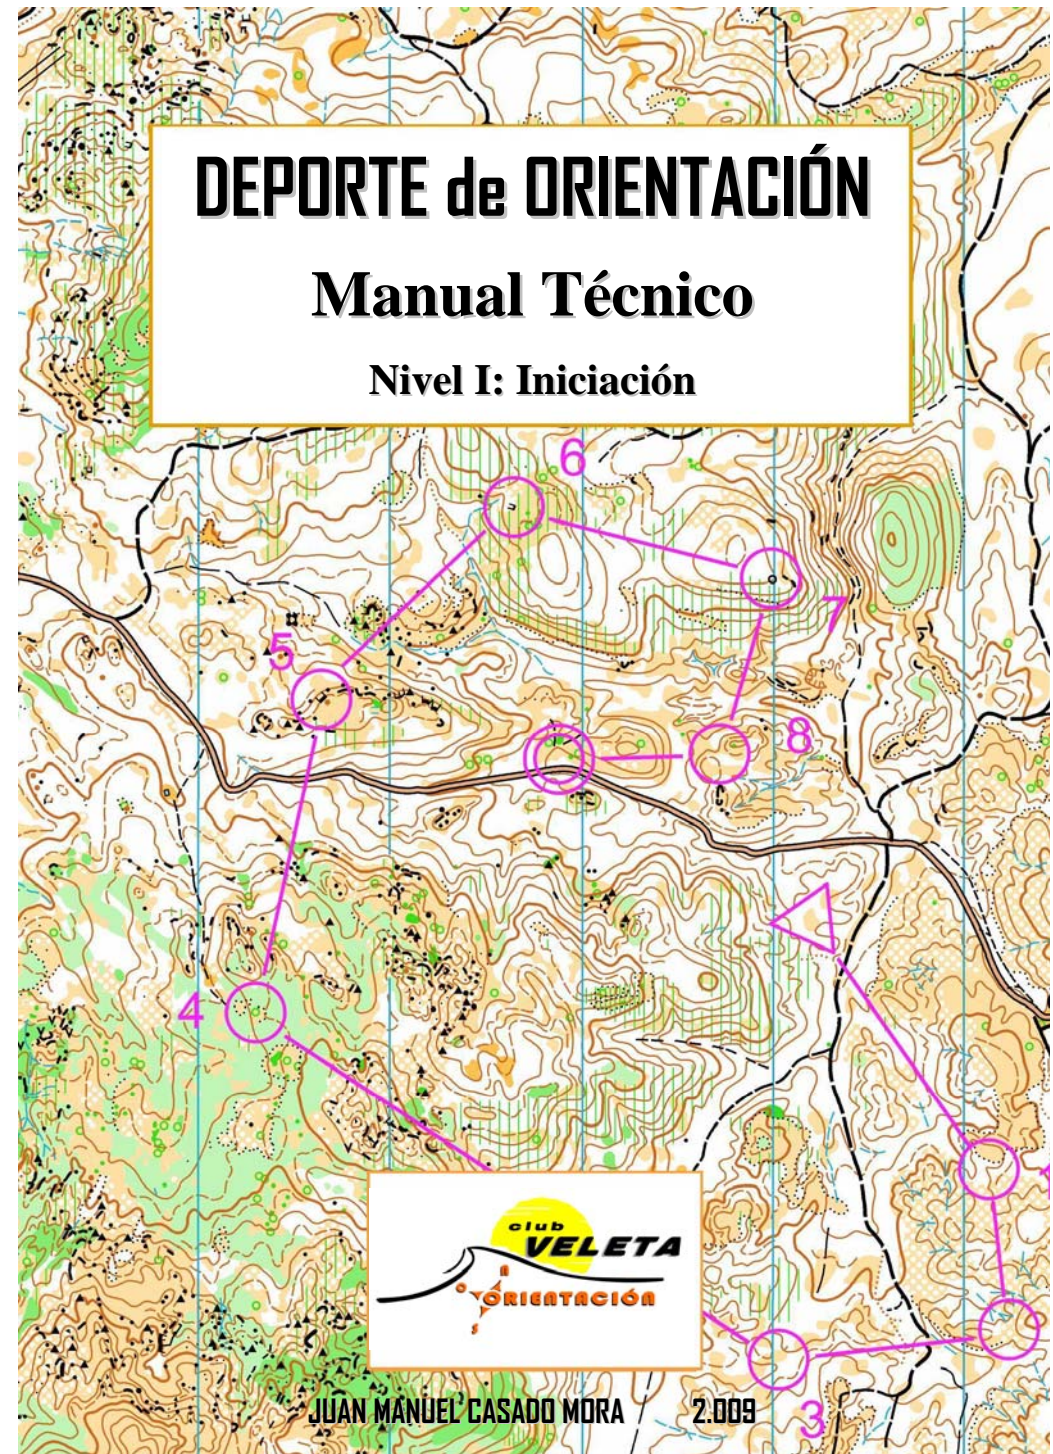 DEPORTE de ORIENTACIÓN
Manual Técnico
Nivel I: Iniciación
6
7
5
8
4
1
club
VELETA
N
O
E
ORIENTACIÓN
S
3
JUAN MANUEL CASADO MORA 2.009